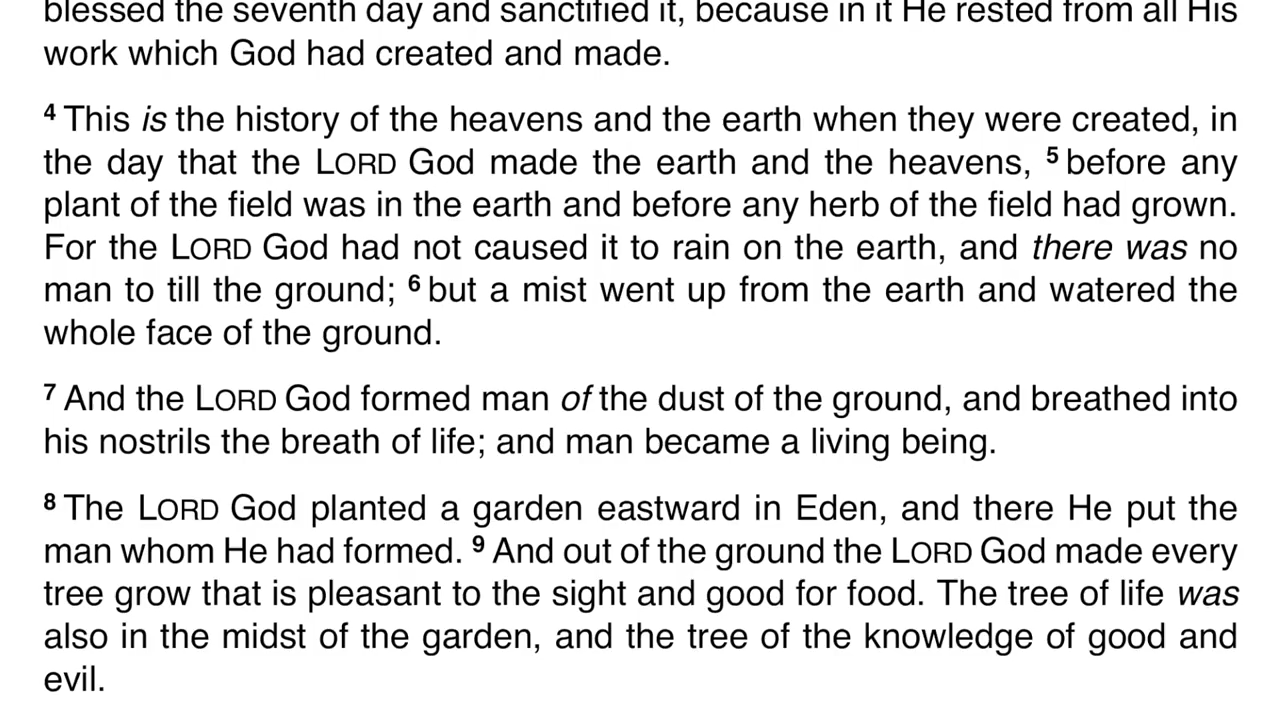 blessed the seventh day and sanctified it, because in it He rested from all His
work which God had created and made.
4 This is the history of the heavens and the earth when they were created, in
the day that the LORD God made the earth and the heavens, 5 before any
plant of the field was in the earth and before any herb of the field had grown.
For the LORD God had not caused it to rain on the earth, and there was no
man to till the ground; 6 but a mist went up from the earth and watered the
whole face of the ground.
7 And the LORD God formed man of the dust of the ground, and breathed into
his nostrils the breath of life; and man became a living being.
8 The LORD God planted a garden eastward in Eden, and there He put the
man whom He had formed. 9 And out of the ground the LORD God made every
tree grow that is pleasant to the sight and good for food. The tree of life was
also in the midst of the garden, and the tree of the knowledge of good and
evil.